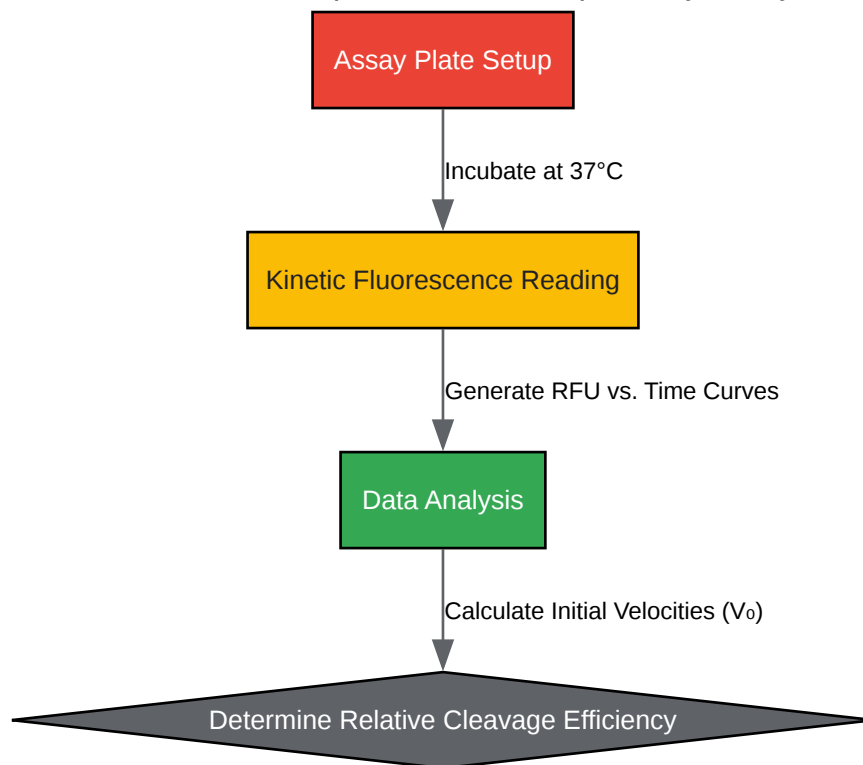 Assay Plate Setup
Incubate at 37°C
Kinetic Fluorescence Reading
Generate RFU vs. Time Curves
Data Analysis
Calculate Initial Velocities (V₀)
Determine Relative Cleavage Efficiency